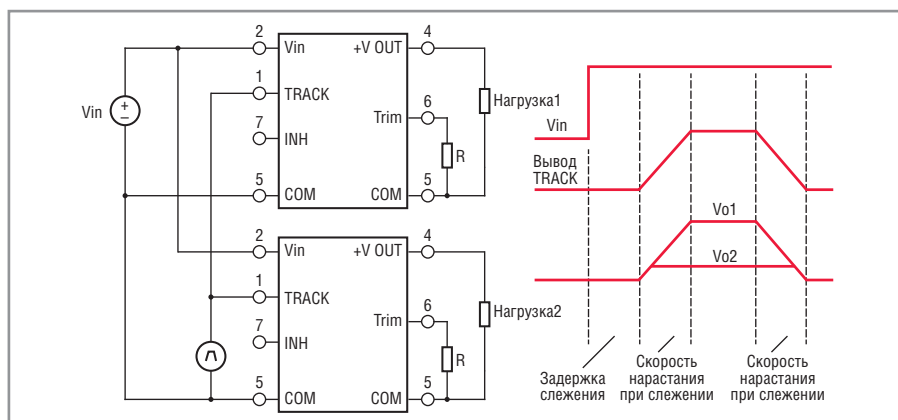 2
Vin
+V OUT
4
1
TRACK
6
Trim
Нагрузка1
Vin
7
INH
R
5
COM
COM
5
2
Vin
+V OUT
4
1
TRACK
6
Trim
Нагрузка2
7
INH
R
5
COM
COM
5
Vin
Вывод
TRACK
Vo1
Vo2
Задержка
слежения
Скорость
нарастания
при слежении
Скорость
нарастания
при слежении